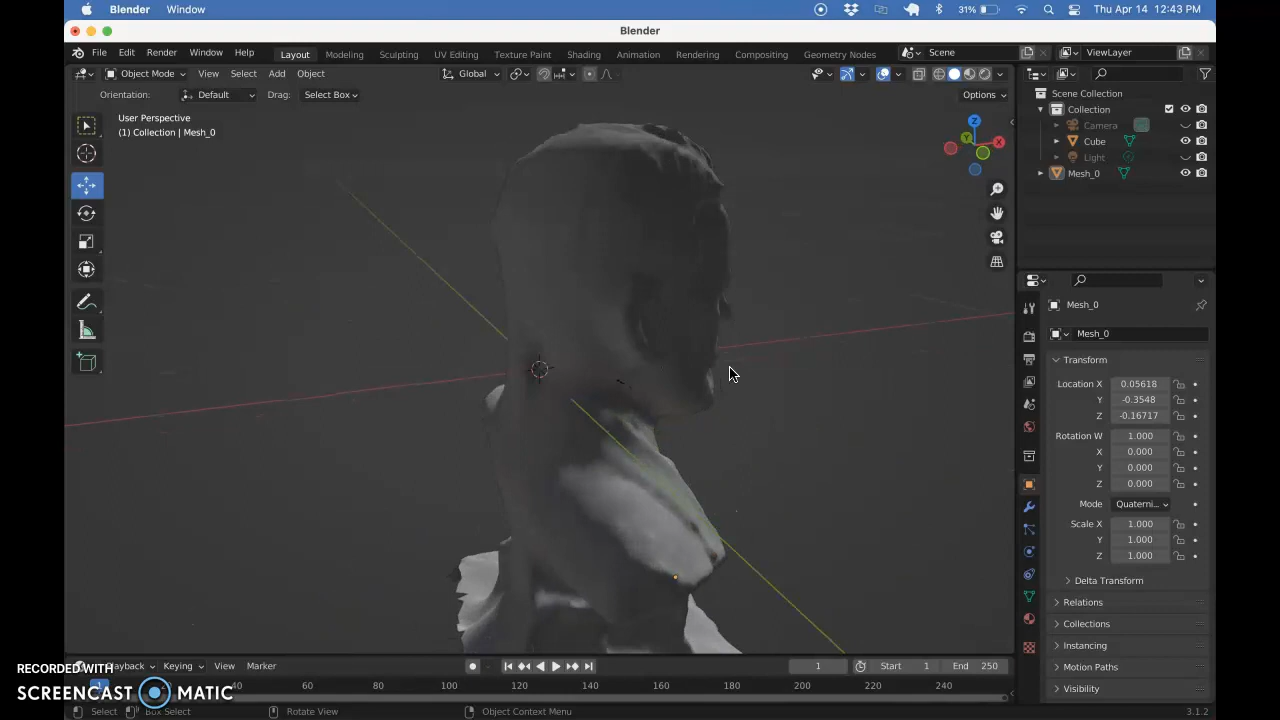 Blender Window 31% Thu Apr 14 12:43 PM
Blender
File Edit Render Window Help Layout Modeling Sculpting UV Editing Texture Paint Shading Animation Rendering Compositing Geometry Nodes Scene ViewLayer
Object Mode View Select Add Object Global
Orientation: Default Drag: Select Box Options
User Perspective
(1) Collection | Mesh_0
Z
Y
X
Scene Collection
Collection
Camera
Cube
Light
Mesh_0
Mesh_0
Mesh_0
Transform
Location X 0.05618
Y -0.3548
Z -0.16717
Rotation W 1.000
X 0.000
Y 0.000
Z 0.000
Mode Quaterni...
Scale X 1.000
Y 1.000
Z 1.000
Delta Transform
Relations
Collections
Instancing
Motion Paths
Visibility
Playback Keying View Marker 1 Start 1 End 250
1 40 60 80 100 120 140 160 180 200 220 240
Select Box Select Rotate View Object Context Menu 3.1.2
RECORDED WITH
SCREENCAST MATIC